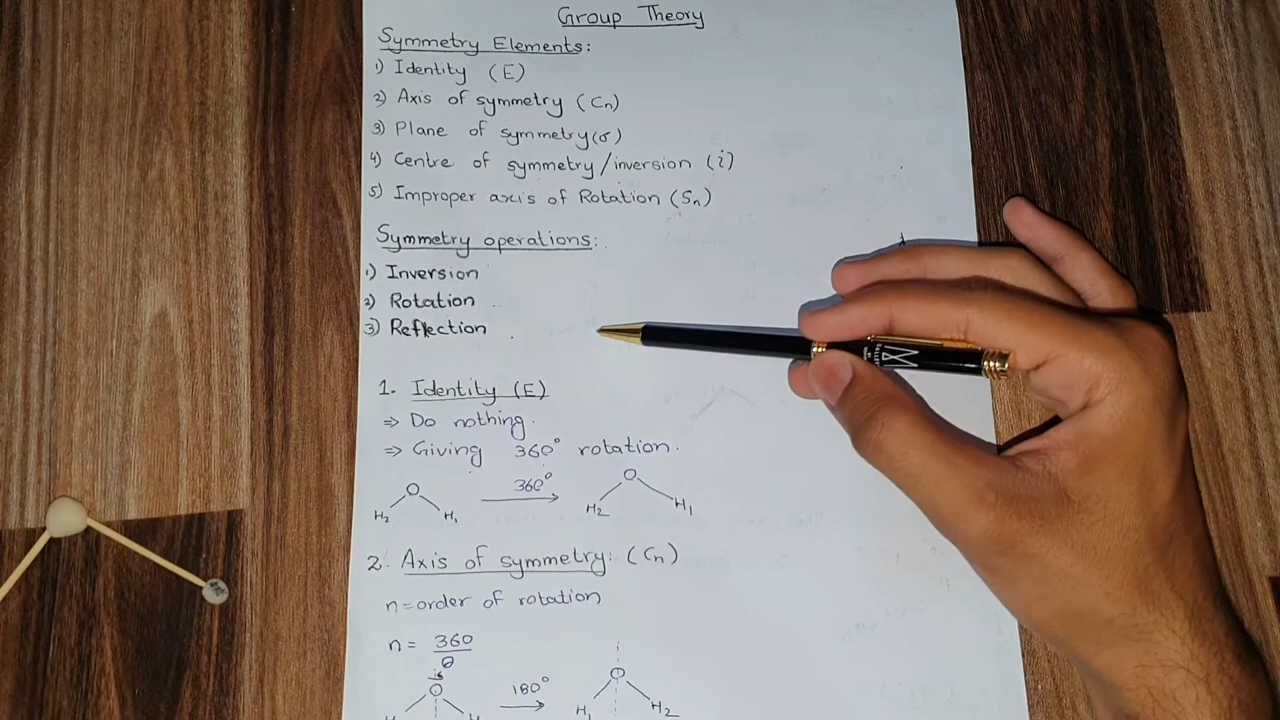 Group Theory
Symmetry Elements:
1) Identity (E)
2) Axis of symmetry (Cn)
3) Plane of symmetry (σ)
4) Centre of symmetry/inversion (i)
5) Improper axis of Rotation (Sn)
Symmetry operations:
1) Inversion
2) Rotation
3) Reflection
1. Identity (E)
⇒ Do nothing.
⇒ Giving 360° rotation.
O 360° O
H2 H1 H2 H1
2. Axis of symmetry: (Cn)
n=order of rotation
n= 360/θ
O 180° O
H1 H2